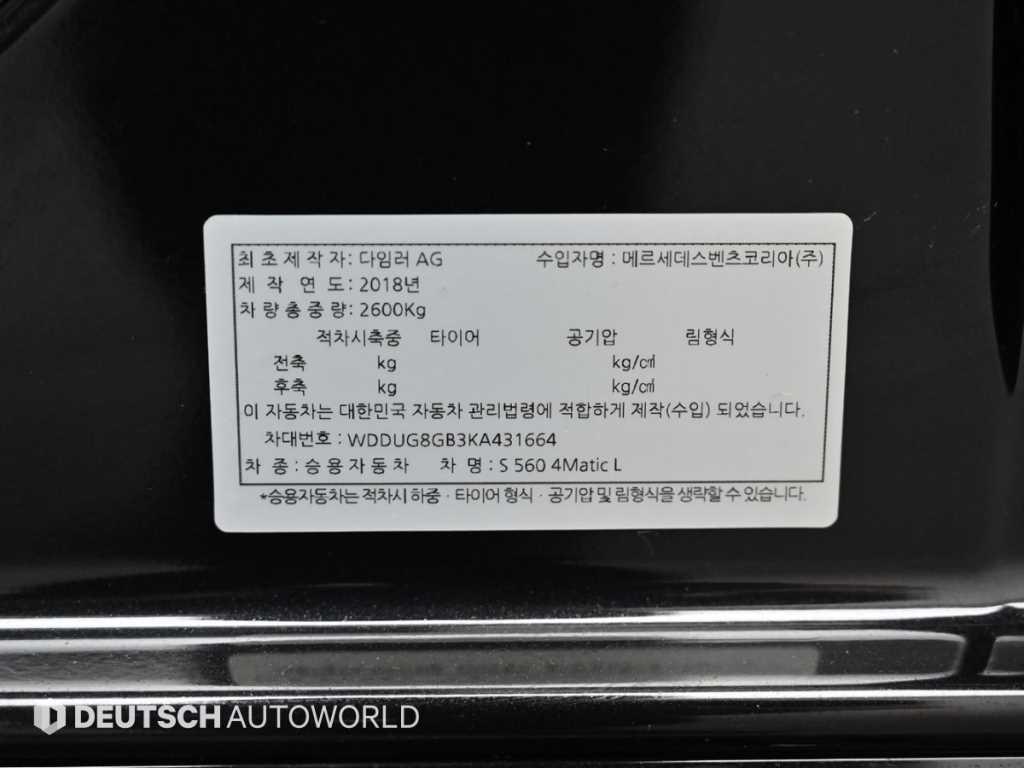 최초제작자: 다임러 AG 수입자명 : 메르세데스벤츠코리아(주)
제 작 연 도: 2018년
차량총중량: 2600Kg
적차시축중 타이어 공기압 림형식
전축 kg kg/㎠
후축 kg kg/㎠
이 자동차는 대한민국 자동차 관리법령에 적합하게 제작(수입) 되었습니다.
차대번호 : WDDUG8GB3KA431664
차 종 : 승용자동차 차 명 : S 560 4Matic L
*승용자동차는 적차시 하중 · 타이어 형식 · 공기압 및 림형식을 생략할 수 있습니다.
DEUTSCH AUTOWORLD